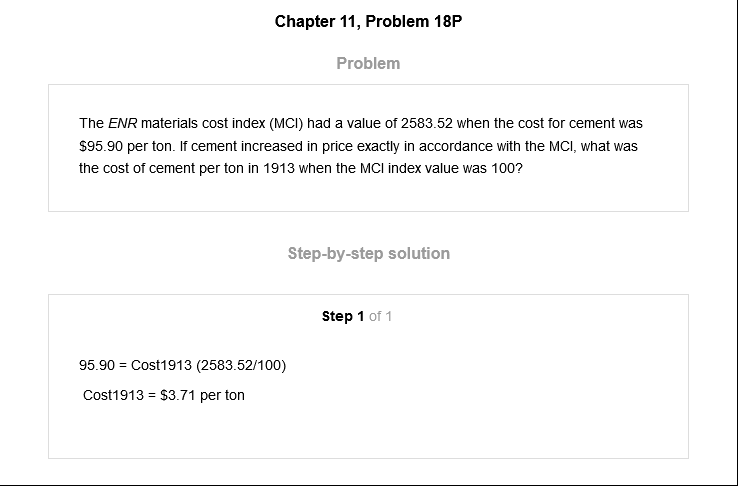 Chapter 11, Problem 18P
Problem
The ENR materials cost index (MCI) had a value of 2583.52 when the cost for cement was
$95.90 per ton. If cement increased in price exactly in accordance with the MCI, what was
the cost of cement per ton in 1913 when the MCI index value was 100?
Step-by-step solution
Step 1 of 1
95.90 = Cost1913 (2583.52/100)
Cost1913 = $3.71 per ton